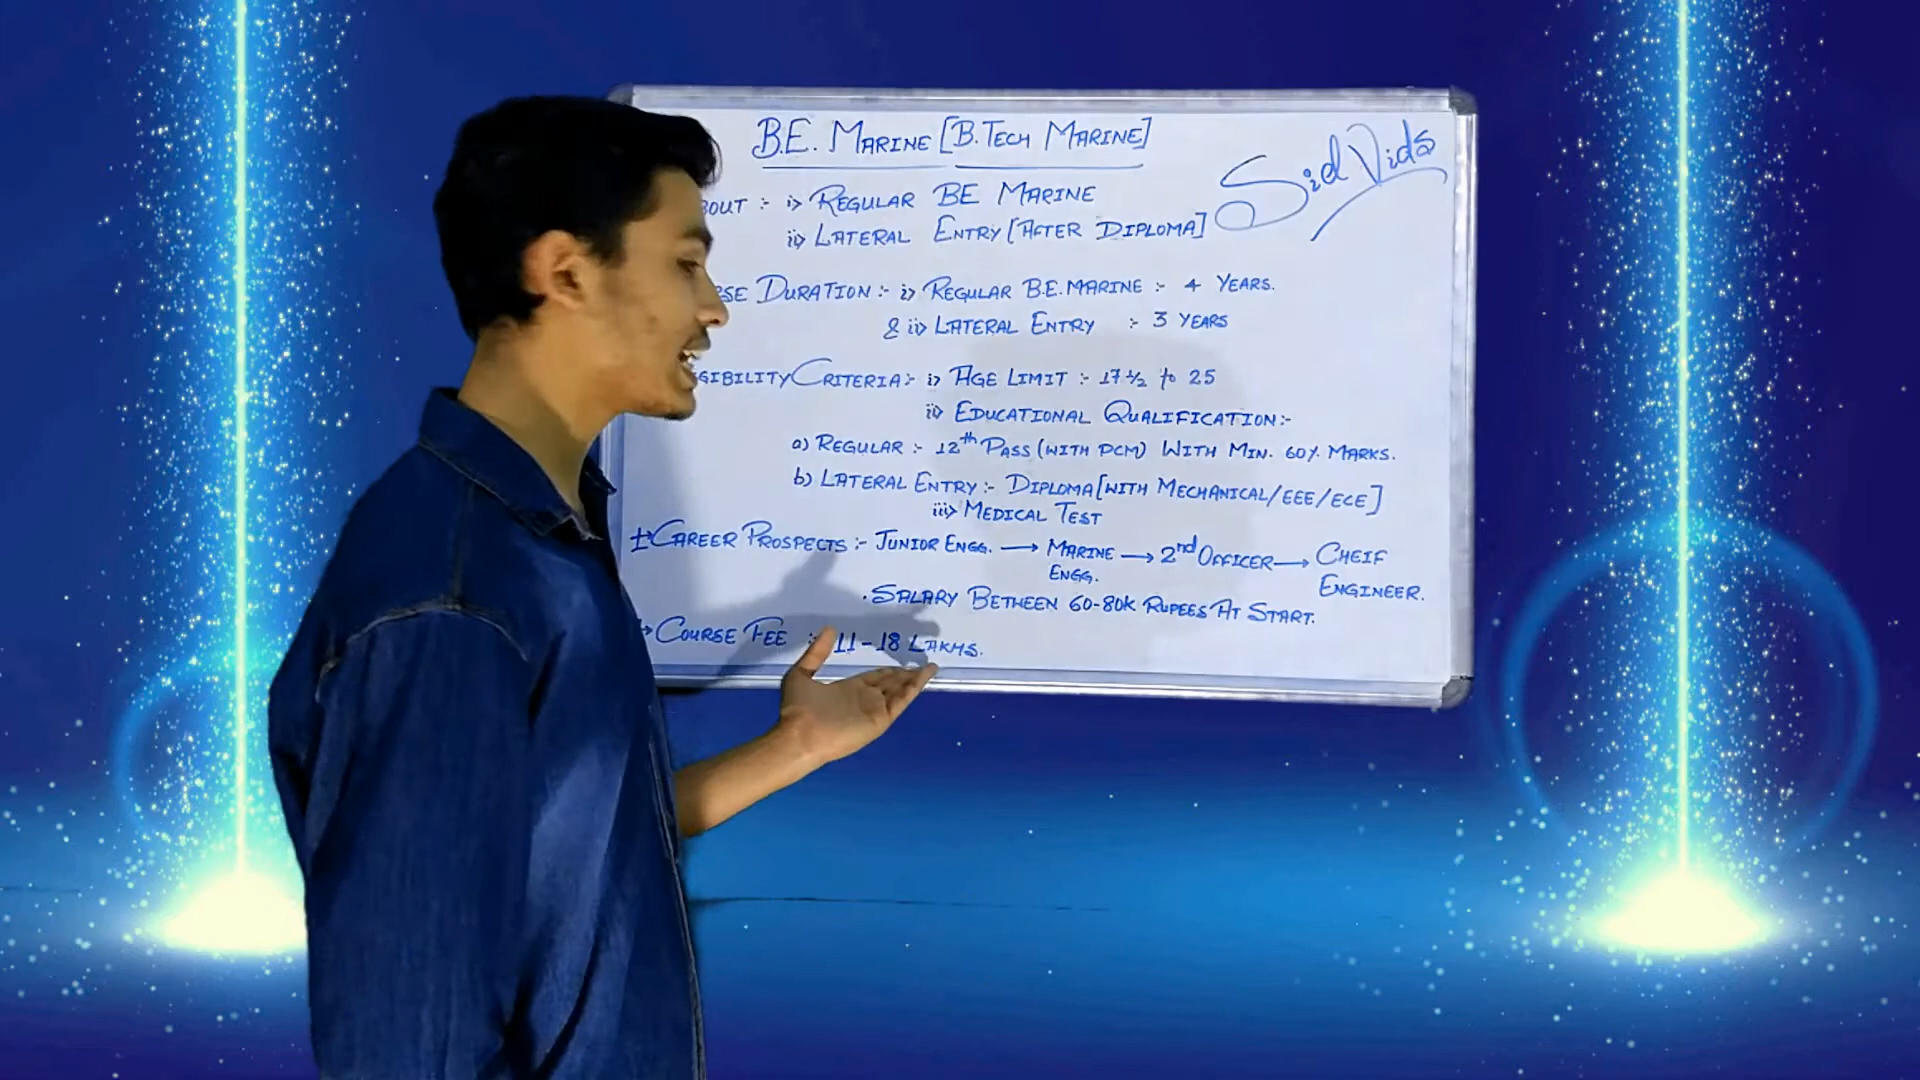 B.E. MARINE [B.TECH MARINE]
Sid Vids
BOUT :- i> REGULAR BE MARINE
ii> LATERAL ENTRY [AFTER DIPLOMA]
SE DURATION :- i> REGULAR B.E. MARINE :- 4 YEARS.
& ii> LATERAL ENTRY :- 3 YEARS
GIBILITY CRITERIA :- i> AGE LIMIT :- 17 1/2 to 25
ii> EDUCATIONAL QUALIFICATION :-
a) REGULAR :- 12th PASS (WITH PCM) WITH MIN. 60% MARKS.
b) LATERAL ENTRY :- DIPLOMA [WITH MECHANICAL/EEE/ECE]
iii> MEDICAL TEST
CAREER PROSPECTS :- JUNIOR ENGG. → MARINE ENGG. → 2nd OFFICER → CHEIF ENGINEER.
. SALARY BETWEEN 60-80K RUPEES AT START.
COURSE FEE :- 11-18 LAKHS.